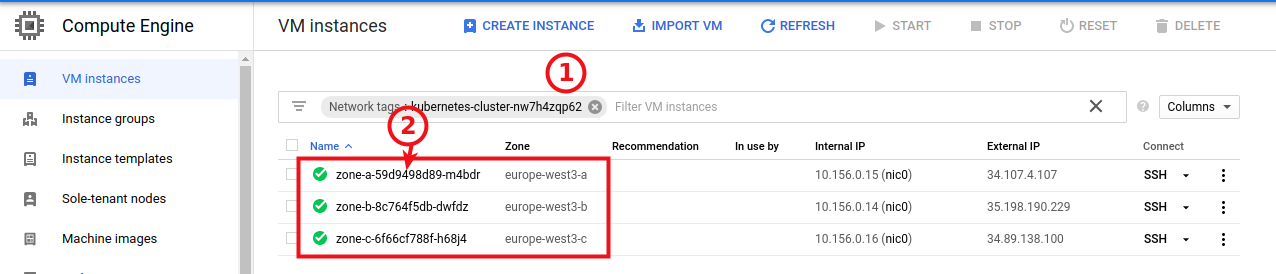 Compute Engine
VM instances
CREATE INSTANCE
IMPORT VM
REFRESH
START
STOP
RESET
DELETE
VM instances
Instance groups
Instance templates
Sole-tenant nodes
Machine images
1
Network tags : kubernetes-cluster-nw7h4zqp62
Filter VM instances
Columns
2
Name Zone Recommendation In use by Internal IP External IP Connect
zone-a-59d9498d89-m4bdr europe-west3-a 10.156.0.15 (nic0) 34.107.4.107 SSH
zone-b-8c764f5db-dwfdz europe-west3-b 10.156.0.14 (nic0) 35.198.190.229 SSH
zone-c-6f66cf788f-h68j4 europe-west3-c 10.156.0.16 (nic0) 34.89.138.100 SSH